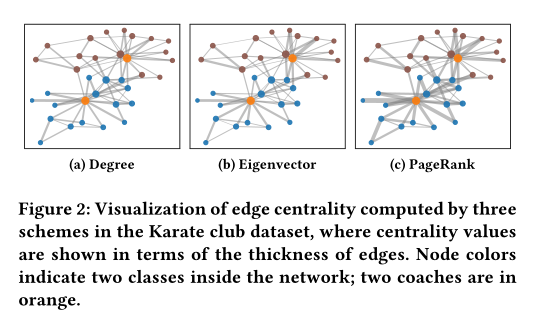 (a) Degree (b) Eigenvector (c) PageRank
Figure 2: Visualization of edge centrality computed by three
schemes in the Karate club dataset, where centrality values
are shown in terms of the thickness of edges. Node colors
indicate two classes inside the network; two coaches are in
orange.